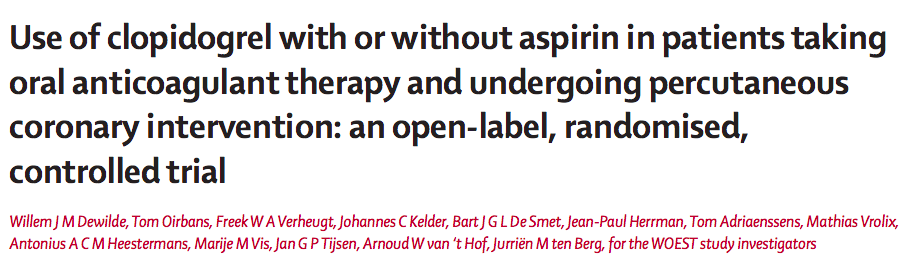 Use of clopidogrel with or without aspirin in patients taking
oral anticoagulant therapy and undergoing percutaneous
coronary intervention: an open-label, randomised,
controlled trial
Willem J M Dewilde, Tom Oirbans, Freek W A Verheugt, Johannes C Kelder, Bart J G L De Smet, Jean-Paul Herrman, Tom Adriaenssens, Mathias Vrolix,
Antonius A C M Heestermans, Marije M Vis, Jan G P Tijsen, Arnoud W van ’t Hof, Jurriën M ten Berg, for the WOEST study investigators